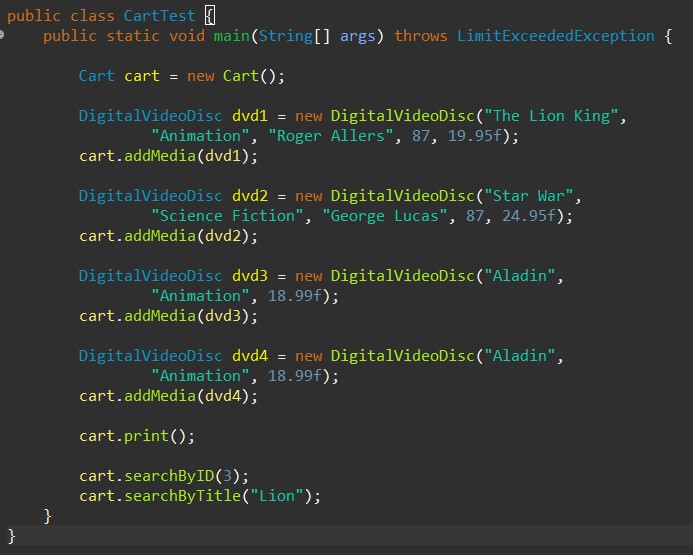 public class CartTest {
    public static void main(String[] args) throws LimitExceededException {

        Cart cart = new Cart();

        DigitalVideoDisc dvd1 = new DigitalVideoDisc("The Lion King",
                "Animation", "Roger Allers", 87, 19.95f);
        cart.addMedia(dvd1);

        DigitalVideoDisc dvd2 = new DigitalVideoDisc("Star War",
                "Science Fiction", "George Lucas", 87, 24.95f);
        cart.addMedia(dvd2);

        DigitalVideoDisc dvd3 = new DigitalVideoDisc("Aladin",
                "Animation", 18.99f);
        cart.addMedia(dvd3);

        DigitalVideoDisc dvd4 = new DigitalVideoDisc("Aladin",
                "Animation", 18.99f);
        cart.addMedia(dvd4);

        cart.print();

        cart.searchByID(3);
        cart.searchByTitle("Lion");
    }
}